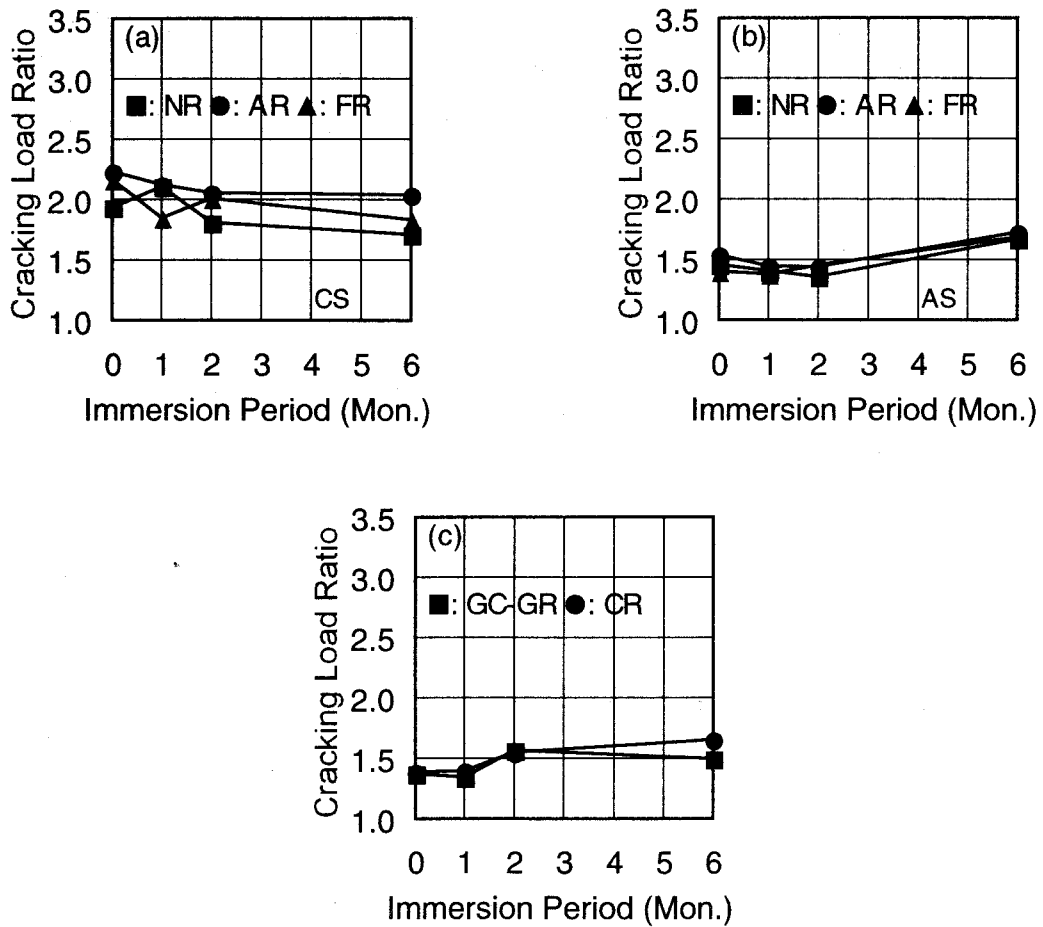 (a)
Cracking Load Ratio
3.5
3.0
2.5
2.0
1.5
1.0
■: NR ●: AR ▲: FR
CS
0 1 2 3 4 5 6
Immersion Period (Mon.)
(b)
Cracking Load Ratio
3.5
3.0
2.5
2.0
1.5
1.0
■: NR ●: AR ▲: FR
AS
0 1 2 3 4 5 6
Immersion Period (Mon.)
(c)
Cracking Load Ratio
3.5
3.0
2.5
2.0
1.5
1.0
■: GC-GR ●: CR
0 1 2 3 4 5 6
Immersion Period (Mon.)